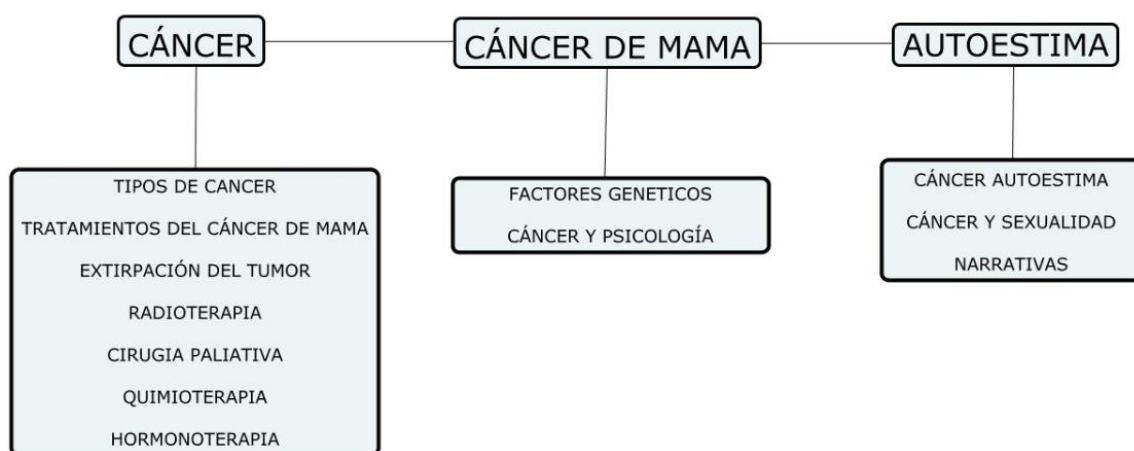 CÁNCER
CÁNCER DE MAMA
AUTOESTIMA
TIPOS DE CANCER
TRATAMIENTOS DEL CÁNCER DE MAMA
EXTIRPACIÓN DEL TUMOR
RADIOTERAPIA
CIRUGIA PALIATIVA
QUIMIOTERAPIA
HORMONOTERAPIA
FACTORES GENETICOS
CÁNCER Y PSICOLOGÍA
CÁNCER AUTOESTIMA
CÁNCER Y SEXUALIDAD
NARRATIVAS